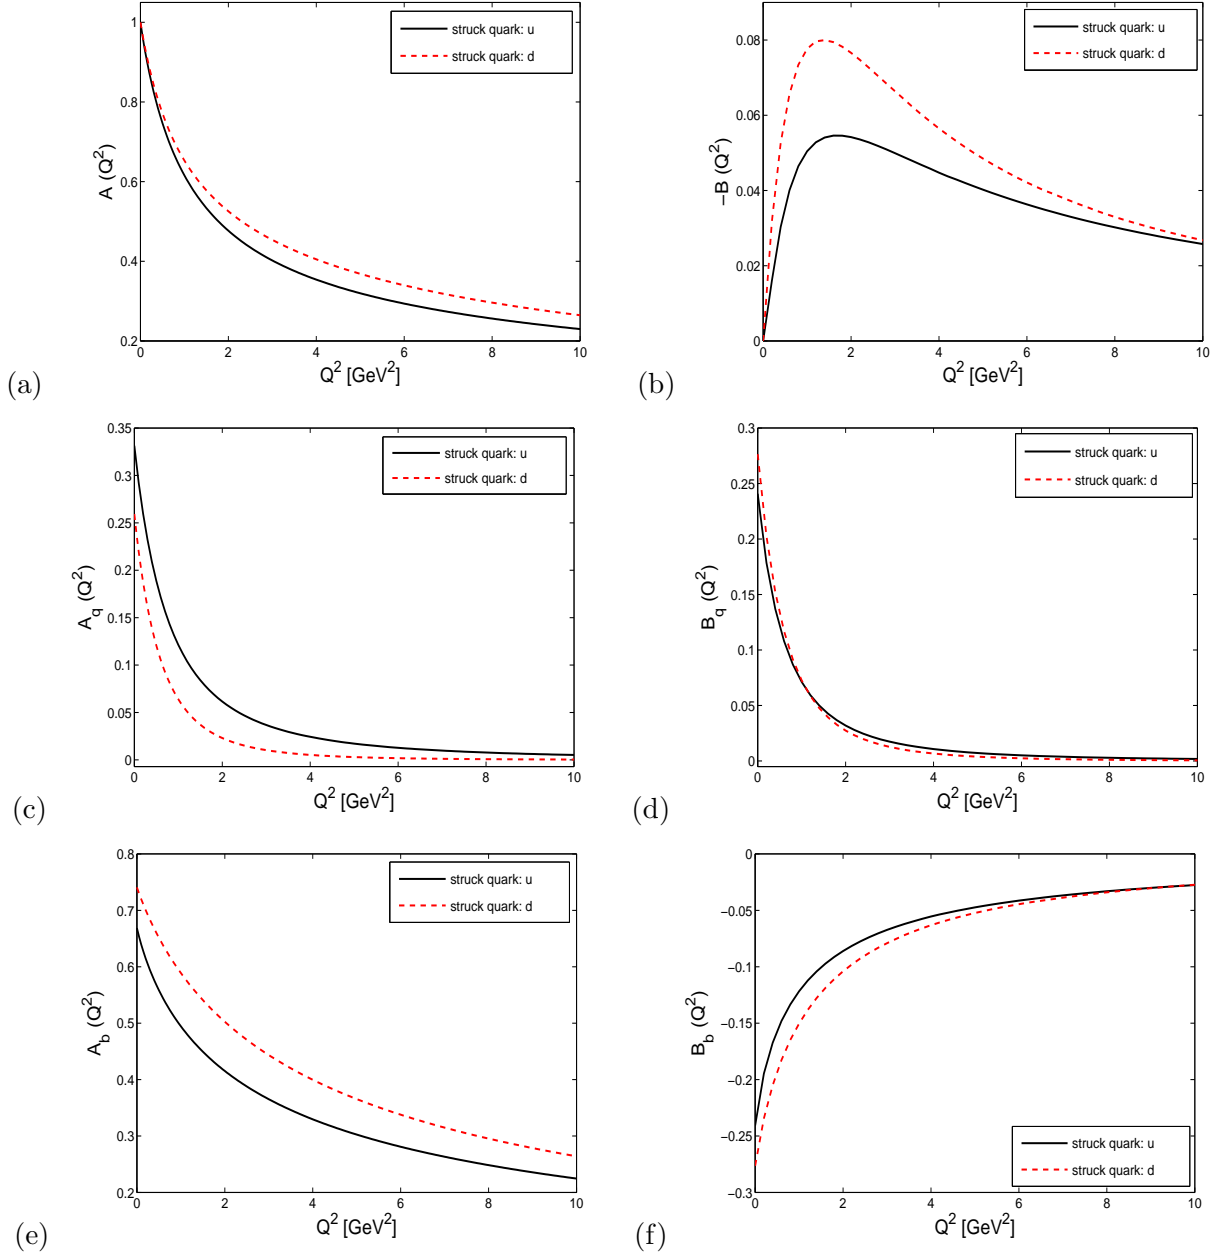 1
0.8
0.6
0.4
0.2
0 2 4 6 8 10
A (Q²)
Q² [GeV²]
struck quark: u
struck quark: d
(a)
0.08
0.06
0.04
0.02
0
0 2 4 6 8 10
−B (Q²)
Q² [GeV²]
struck quark: u
struck quark: d
(b)
0.35
0.3
0.25
0.2
0.15
0.1
0.05
0
0 2 4 6 8 10
A_q (Q²)
Q² [GeV²]
struck quark: u
struck quark: d
(c)
0.3
0.25
0.2
0.15
0.1
0.05
0
0 2 4 6 8 10
B_q (Q²)
Q² [GeV²]
struck quark: u
struck quark: d
(d)
0.8
0.7
0.6
0.5
0.4
0.3
0.2
0 2 4 6 8 10
A_b (Q²)
Q² [GeV²]
struck quark: u
struck quark: d
(e)
0
−0.05
−0.1
−0.15
−0.2
−0.25
−0.3
0 2 4 6 8 10
B_b (Q²)
Q² [GeV²]
struck quark: u
struck quark: d
(f)